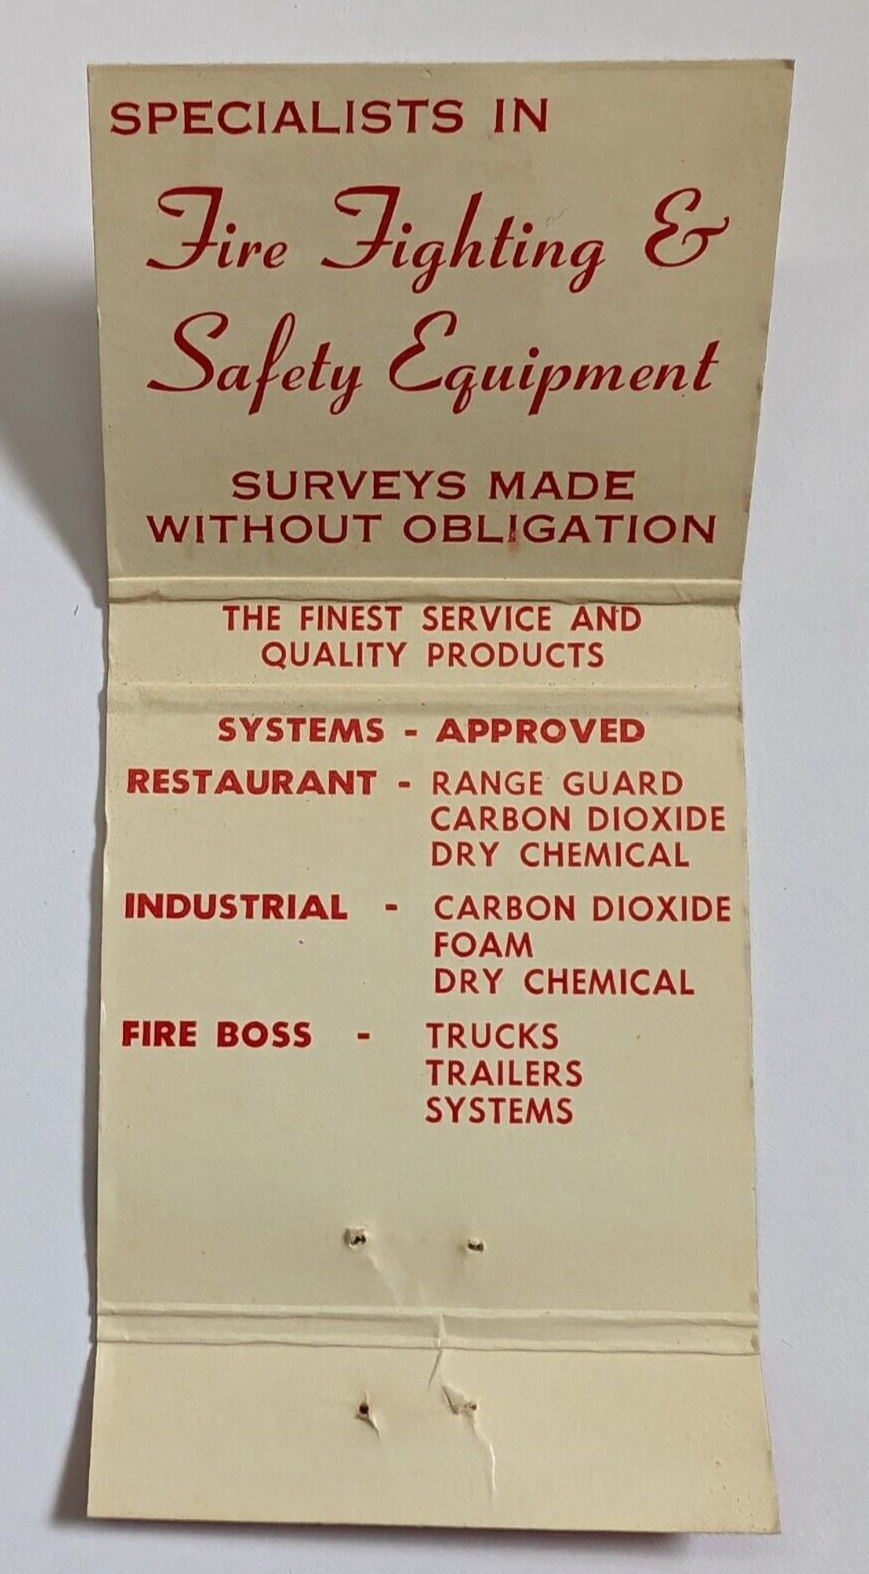 SPECIALISTS IN
Fire Fighting &
Safety Equipment
SURVEYS MADE
WITHOUT OBLIGATION
THE FINEST SERVICE AND
QUALITY PRODUCTS
SYSTEMS - APPROVED
RESTAURANT - RANGE GUARD
CARBON DIOXIDE
DRY CHEMICAL
INDUSTRIAL - CARBON DIOXIDE
FOAM
DRY CHEMICAL
FIRE BOSS - TRUCKS
TRAILERS
SYSTEMS